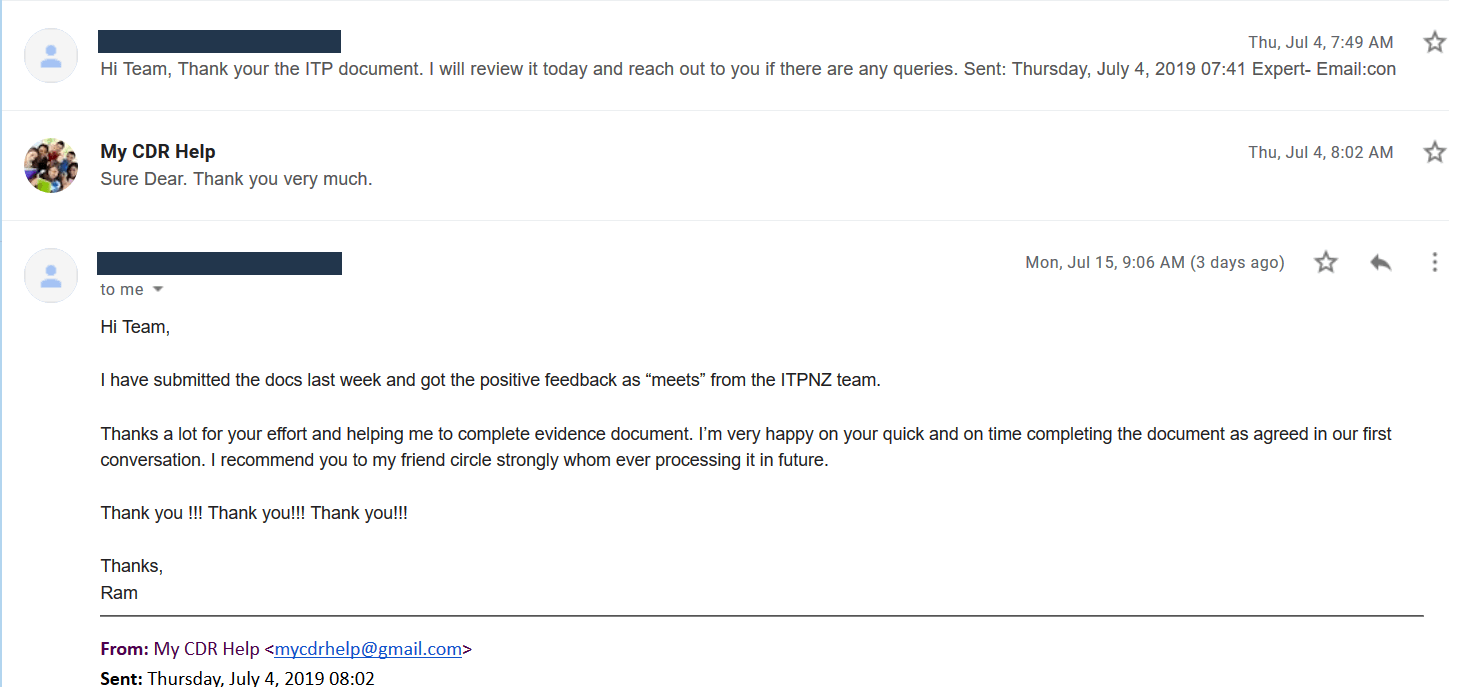 Thu, Jul 4, 7:49 AM
Hi Team, Thank your the ITP document. I will review it today and reach out to you if there are any queries. Sent: Thursday, July 4, 2019 07:41 Expert- Email:con
My CDR Help
Thu, Jul 4, 8:02 AM
Sure Dear. Thank you very much.
Mon, Jul 15, 9:06 AM (3 days ago)
to me
Hi Team,
I have submitted the docs last week and got the positive feedback as “meets” from the ITPNZ team.
Thanks a lot for your effort and helping me to complete evidence document. I’m very happy on your quick and on time completing the document as agreed in our first
conversation. I recommend you to my friend circle strongly whom ever processing it in future.
Thank you !!! Thank you!!! Thank you!!!
Thanks,
Ram
From: My CDR Help <mycdrhelp@gmail.com>
Sent: Thursday, July 4, 2019 08:02